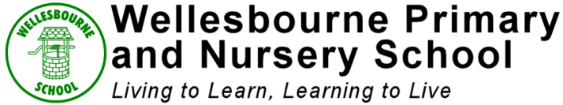 WELLESBOURNE
SCHOOL
Wellesbourne Primary
and Nursery School
Living to Learn, Learning to Live